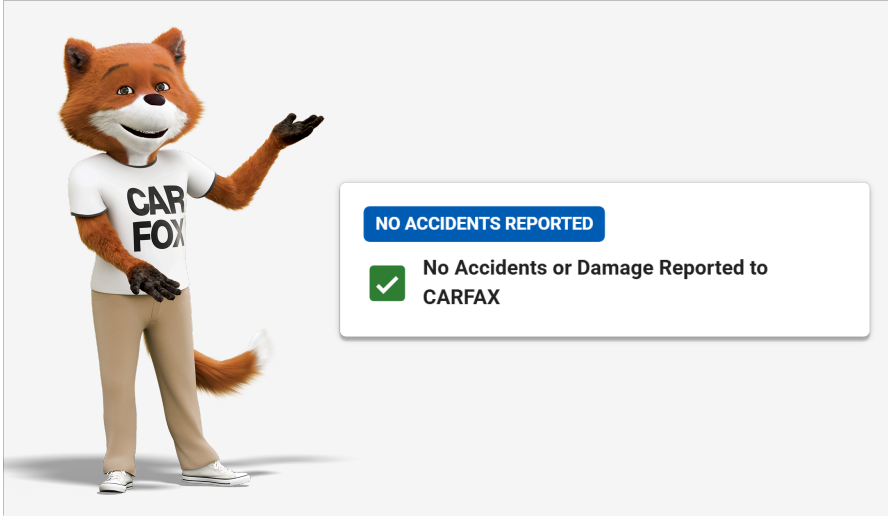 CAR
FOX
NO ACCIDENTS REPORTED
No Accidents or Damage Reported to
CARFAX